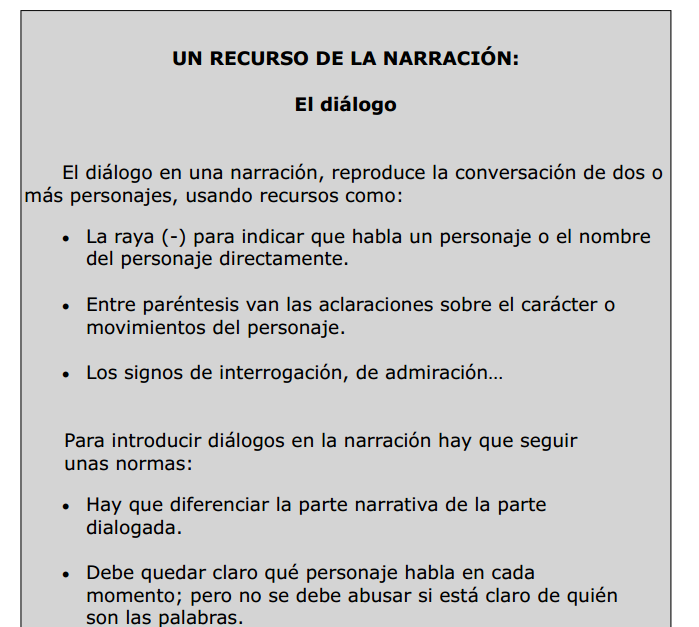 UN RECURSO DE LA NARRACIÓN:
El diálogo
El diálogo en una narración, reproduce la conversación de dos o
más personajes, usando recursos como:
• La raya (-) para indicar que habla un personaje o el nombre
del personaje directamente.
• Entre paréntesis van las aclaraciones sobre el carácter o
movimientos del personaje.
• Los signos de interrogación, de admiración…
Para introducir diálogos en la narración hay que seguir
unas normas:
• Hay que diferenciar la parte narrativa de la parte
dialogada.
• Debe quedar claro qué personaje habla en cada
momento; pero no se debe abusar si está claro de quién
son las palabras.